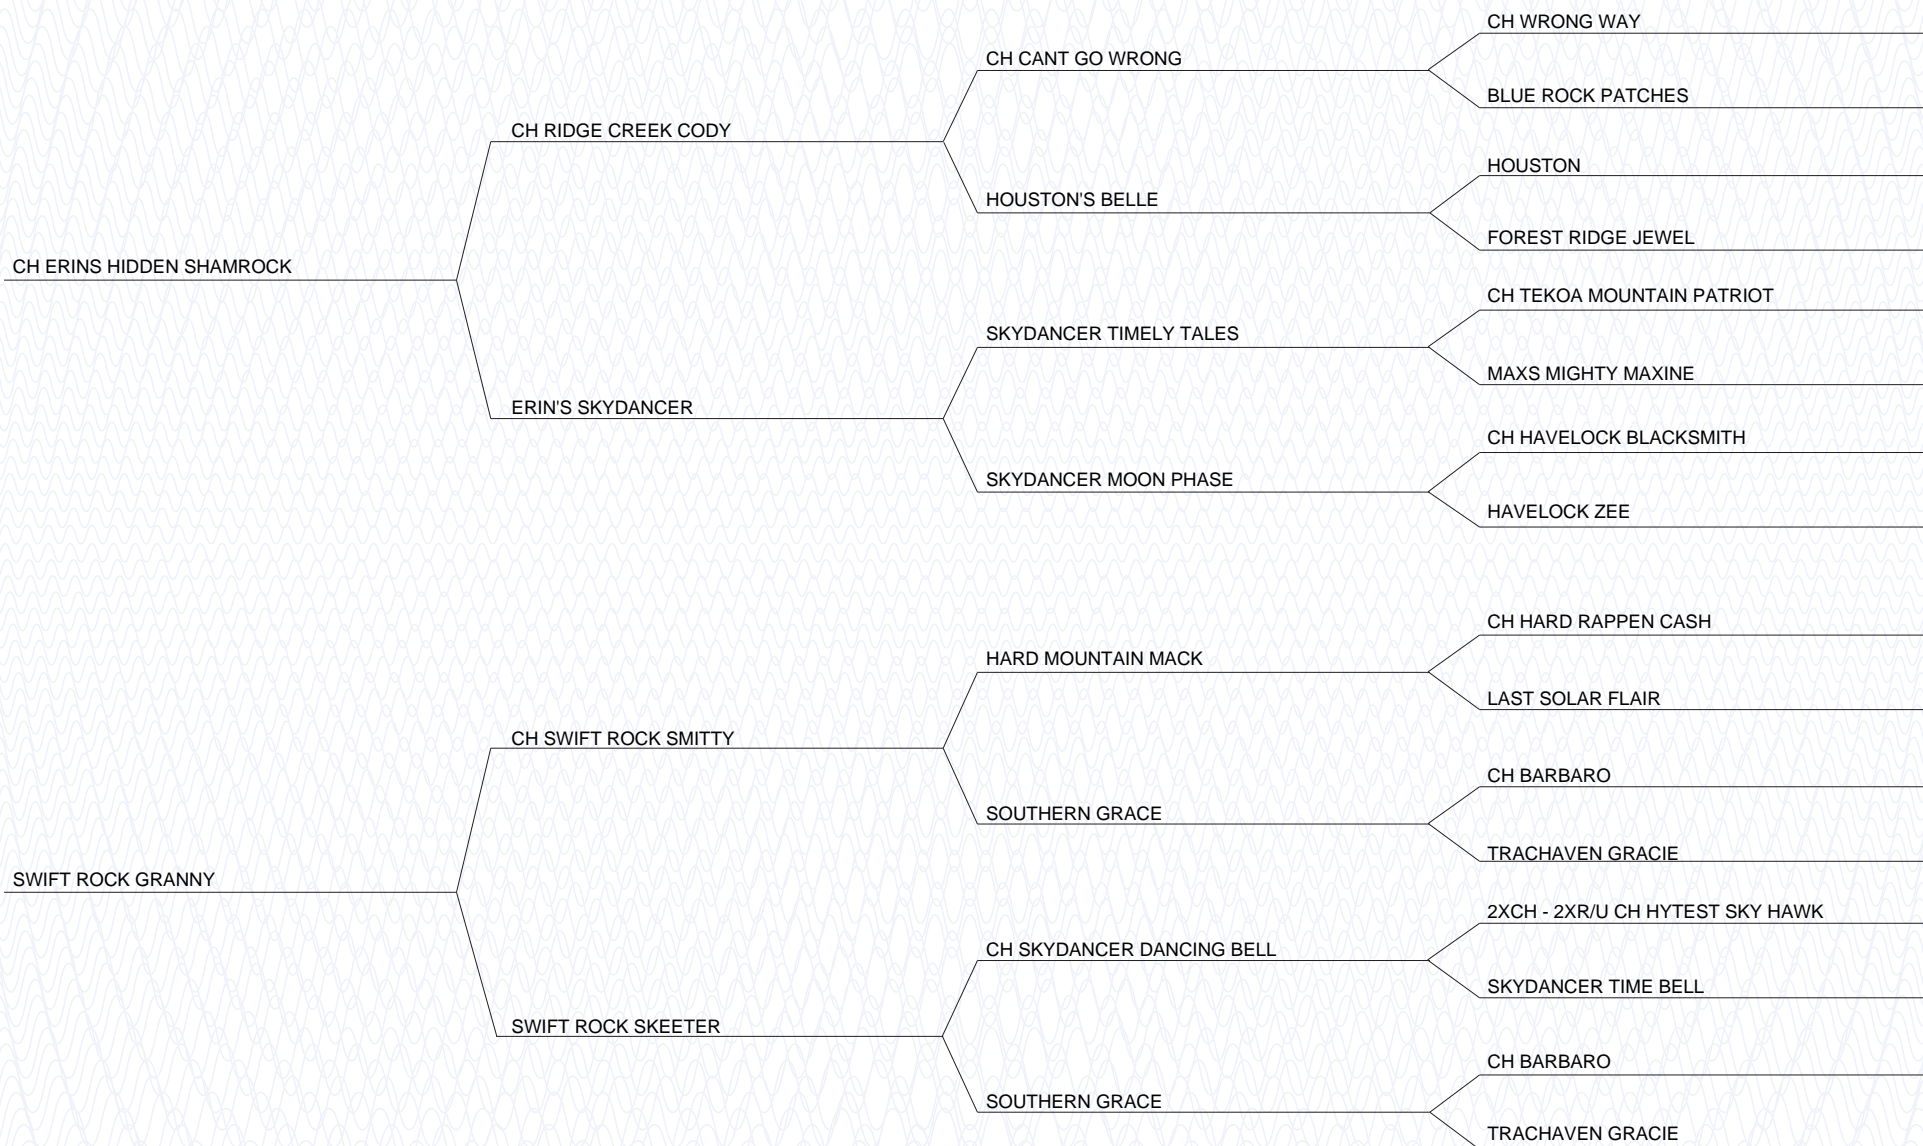 CH WRONG WAY
CH CANT GO WRONG
BLUE ROCK PATCHES
CH RIDGE CREEK CODY
HOUSTON
HOUSTON'S BELLE
FOREST RIDGE JEWEL
CH ERINS HIDDEN SHAMROCK
CH TEKOA MOUNTAIN PATRIOT
SKYDANCER TIMELY TALES
MAXS MIGHTY MAXINE
ERIN'S SKYDANCER
CH HAVELOCK BLACKSMITH
SKYDANCER MOON PHASE
HAVELOCK ZEE
CH HARD RAPPEN CASH
HARD MOUNTAIN MACK
LAST SOLAR FLAIR
CH SWIFT ROCK SMITTY
CH BARBARO
SOUTHERN GRACE
TRACHAVEN GRACIE
SWIFT ROCK GRANNY
2XCH - 2XR/U CH HYTEST SKY HAWK
CH SKYDANCER DANCING BELL
SKYDANCER TIME BELL
SWIFT ROCK SKEETER
CH BARBARO
SOUTHERN GRACE
TRACHAVEN GRACIE